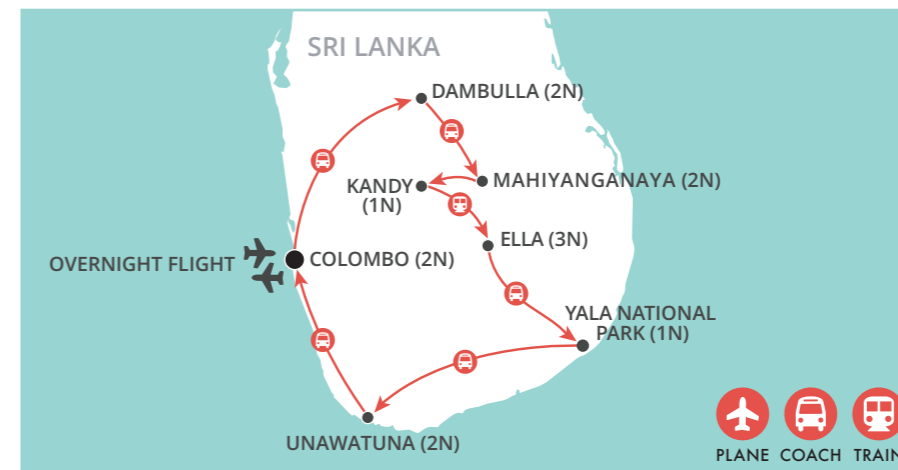 SRI LANKA
DAMBULLA (2N)
MAHIYANGANAYA (2N)
KANDY
(1N)
ELLA (3N)
OVERNIGHT FLIGHT
COLOMBO (2N)
YALA NATIONAL
PARK (1N)
UNAWATUNA (2N)
PLANE COACH TRAIN